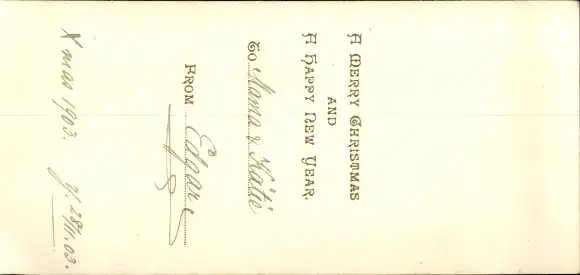 A MERRY CHRISTMAS
AND
A HAPPY NEW YEAR.
TO Mama & Katie
FROM Edgar
Xmas 1903.